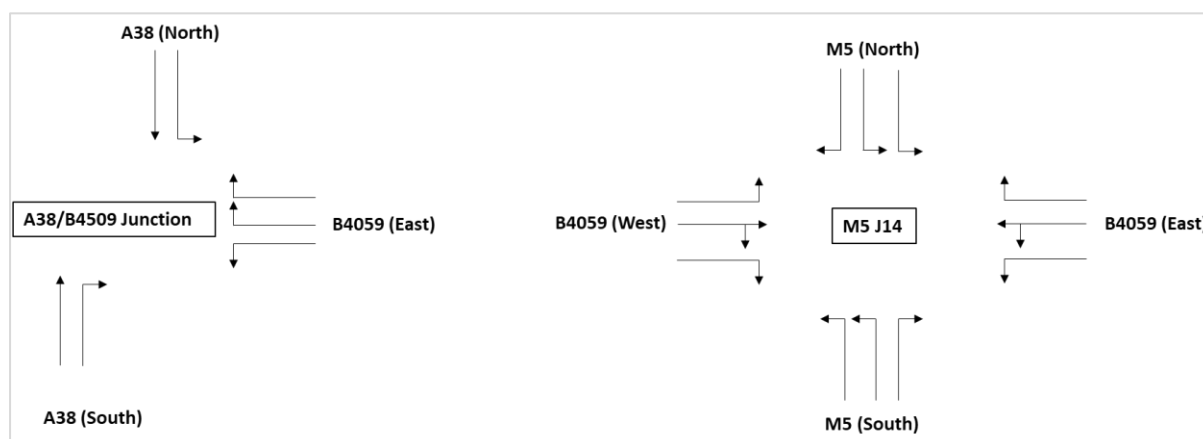 A38 (North)
M5 (North)
A38/B4509 Junction
B4059 (East)
B4059 (West)
M5 J14
B4059 (East)
A38 (South)
M5 (South)